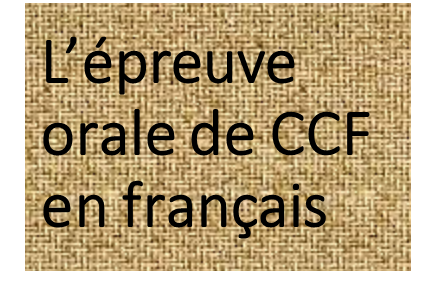 L’épreuve
orale de CCF
en français